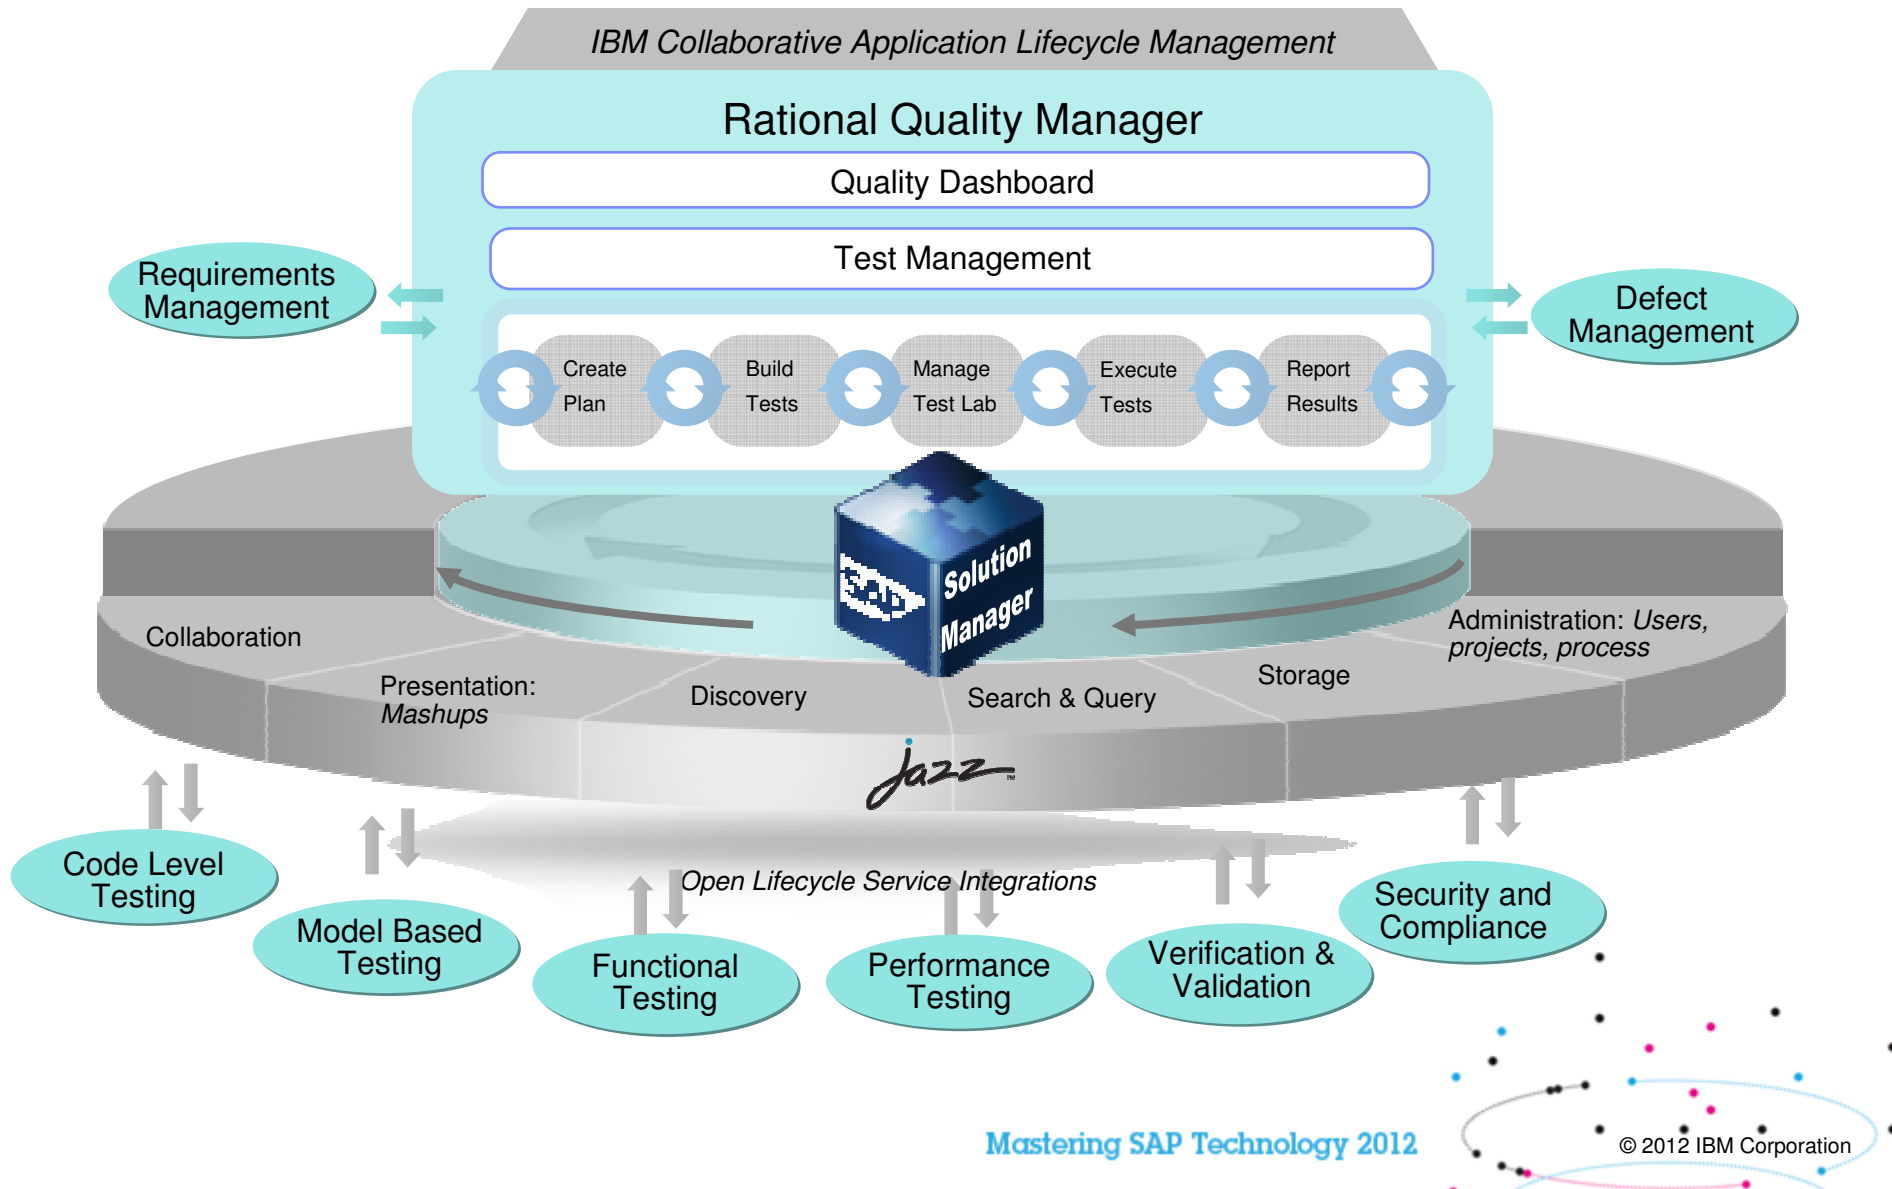 IBM Collaborative Application Lifecycle Management
Rational Quality Manager
Quality Dashboard
Test Management
Requirements
Management
Defect
Management
Create
Plan
Build
Tests
Manage
Test Lab
Execute
Tests
Report
Results
SAP
Solution
Manager
Collaboration
Presentation:
Mashups
Discovery
Search & Query
Storage
Administration: Users,
projects, process
Jazz™
Open Lifecycle Service Integrations
Code Level
Testing
Model Based
Testing
Functional
Testing
Performance
Testing
Verification &
Validation
Security and
Compliance
Mastering SAP Technology 2012
© 2012 IBM Corporation